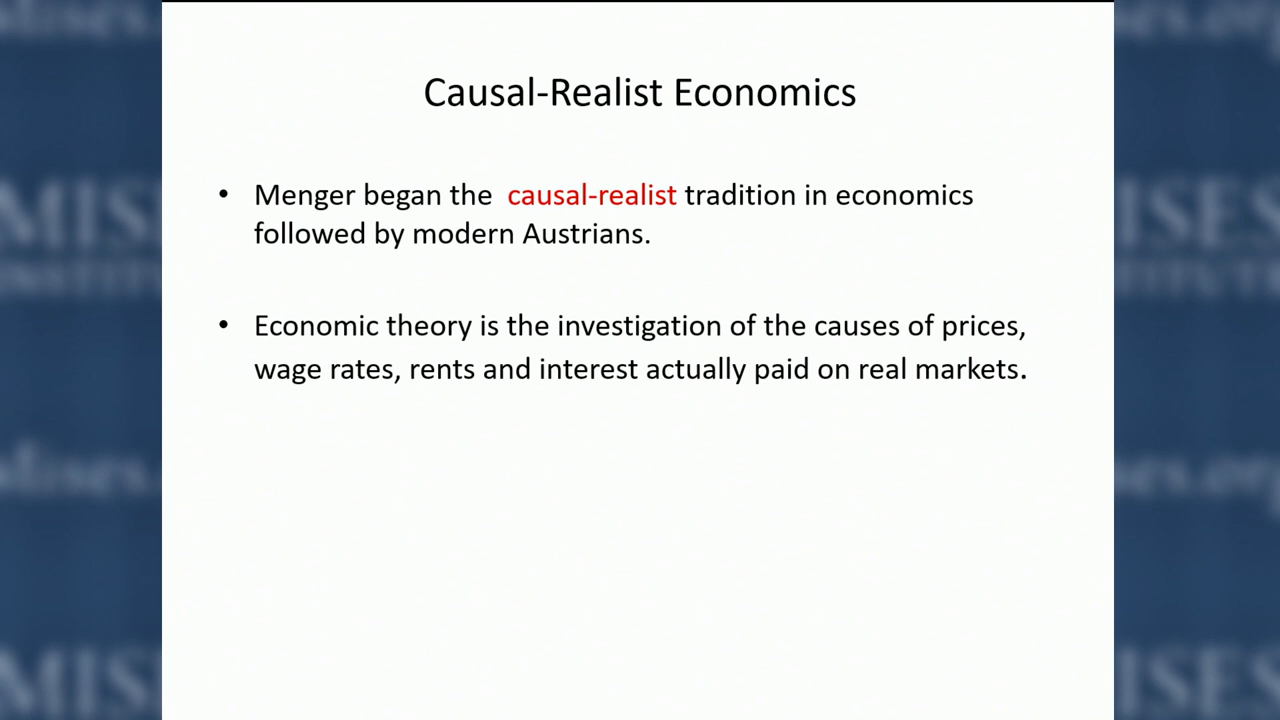 Causal-Realist Economics
• Menger began the causal-realist tradition in economics
followed by modern Austrians.
• Economic theory is the investigation of the causes of prices,
wage rates, rents and interest actually paid on real markets.